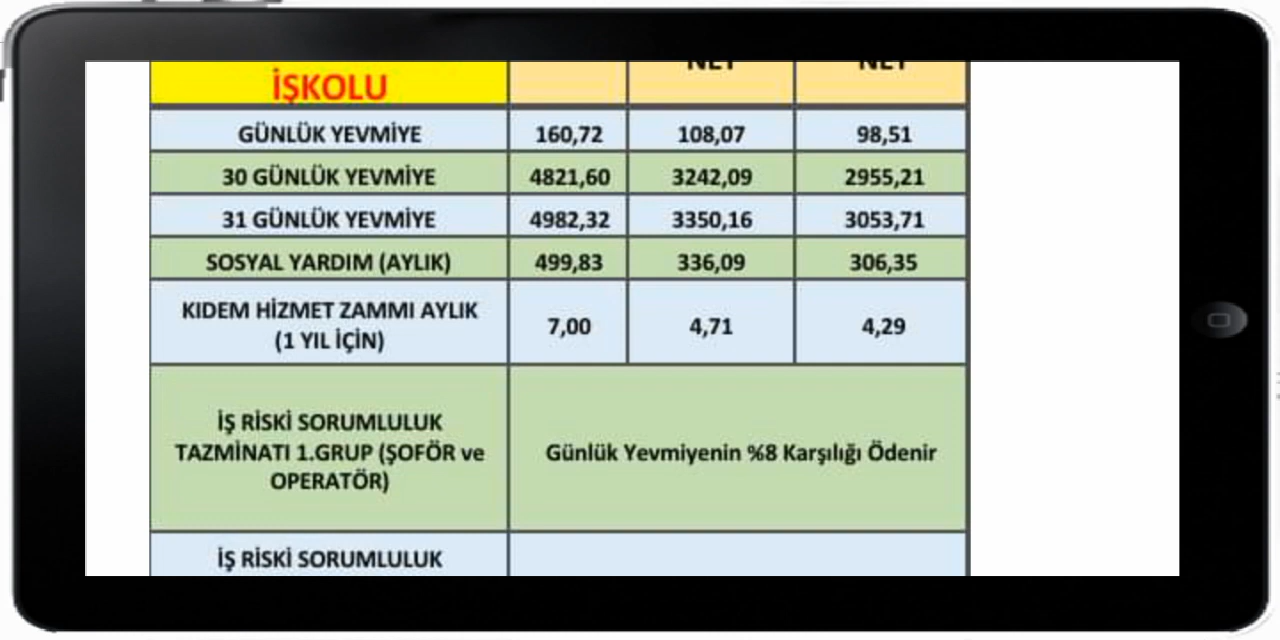 NET NET
İŞKOLU
GÜNLÜK YEVMİYE 160,72 108,07 98,51
30 GÜNLÜK YEVMİYE 4821,60 3242,09 2955,21
31 GÜNLÜK YEVMİYE 4982,32 3350,16 3053,71
SOSYAL YARDIM (AYLIK) 499,83 336,09 306,35
KIDEM HİZMET ZAMMI AYLIK
(1 YIL İÇİN) 7,00 4,71 4,29
İŞ RİSKİ SORUMLULUK
TAZMİNATI 1.GRUP (ŞOFÖR ve
OPERATÖR)
Günlük Yevmiyenin %8 Karşılığı Ödenir
İŞ RİSKİ SORUMLULUK